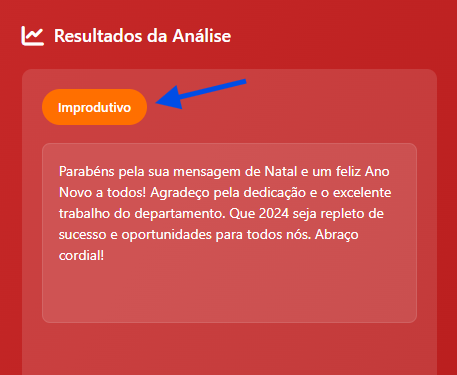 Resultados da Análise
Improdutivo
Parabéns pela sua mensagem de Natal e um feliz Ano
Novo a todos! Agradeço pela dedicação e o excelente
trabalho do departamento. Que 2024 seja repleto de
sucesso e oportunidades para todos nós. Abraço
cordial!